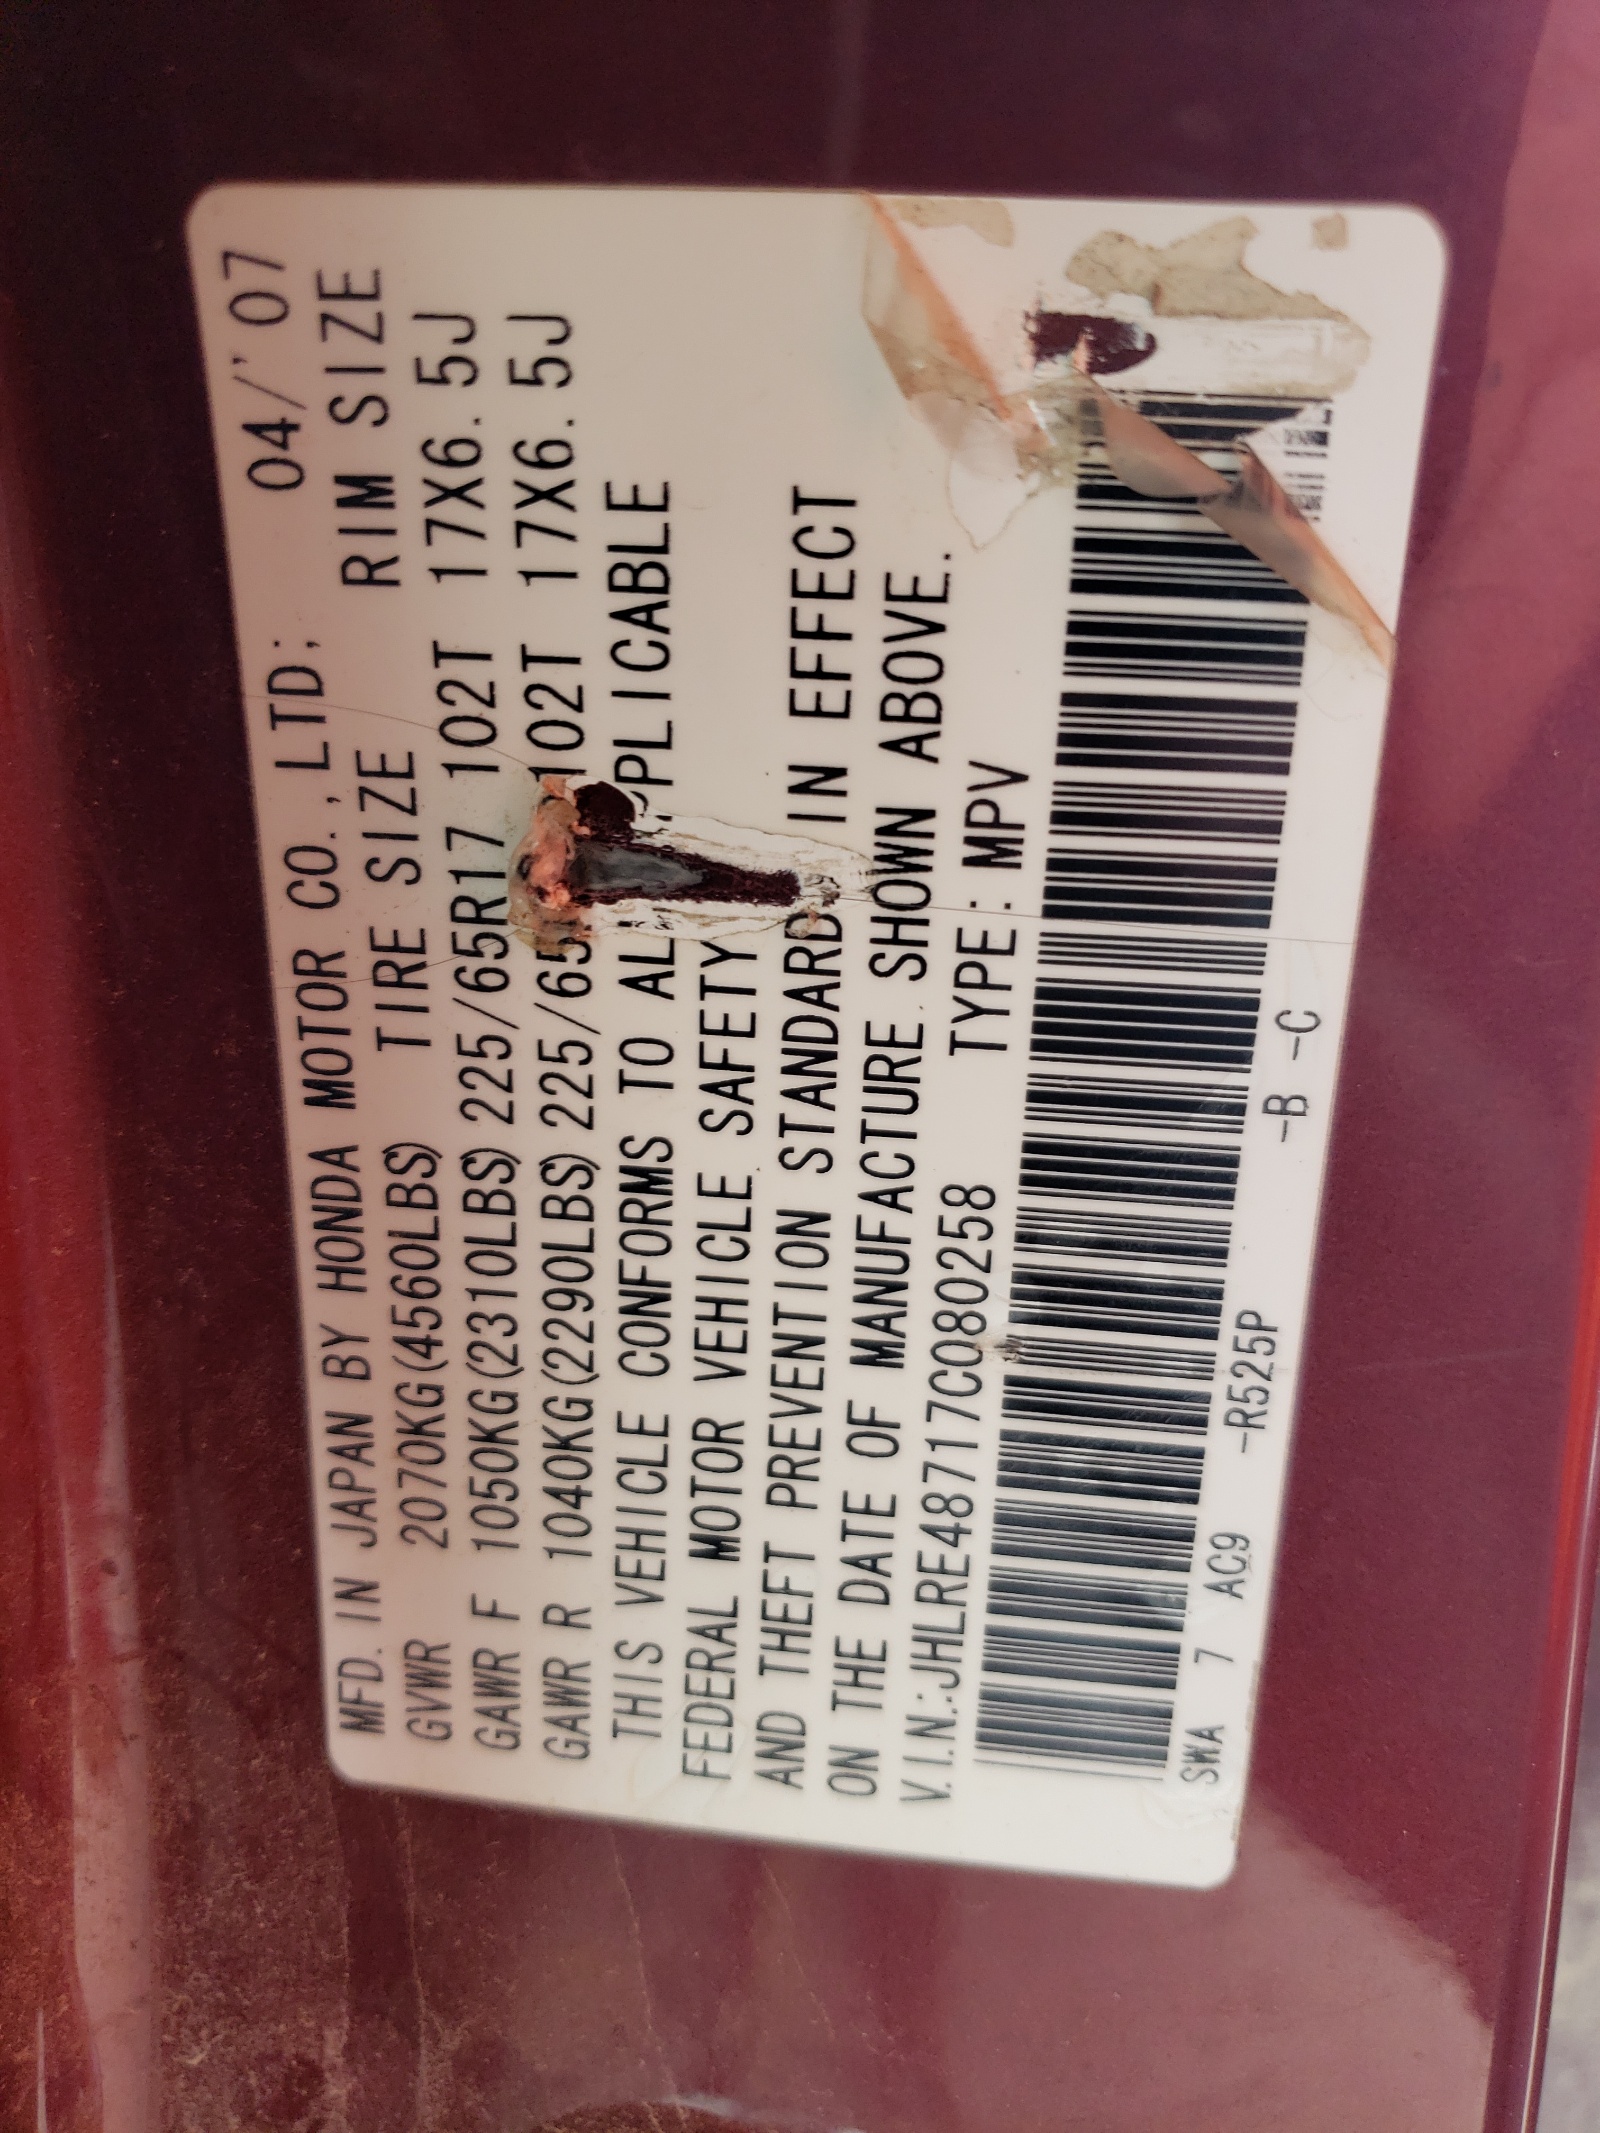 MFD. IN JAPAN BY HONDA MOTOR CO., LTD; 04/'07
GVWR 2070KG(4560LBS) TIRE SIZE RIM SIZE
GAWR F 1050KG(2310LBS) 225/65R17 102T 17X6.5J
GAWR R 1040KG(2290LBS) 225/65 102T 17X6.5J
THIS VEHICLE CONFORMS TO AL PPLICABLE
FEDERAL MOTOR VEHICLE SAFETY
AND THEFT PREVENTION STANDARD IN EFFECT
ON THE DATE OF MANUFACTURE SHOWN ABOVE.
V.I.N.:JHLRE48717C080258 TYPE: MPV
SWA 7 AC9 -R525P -B -C